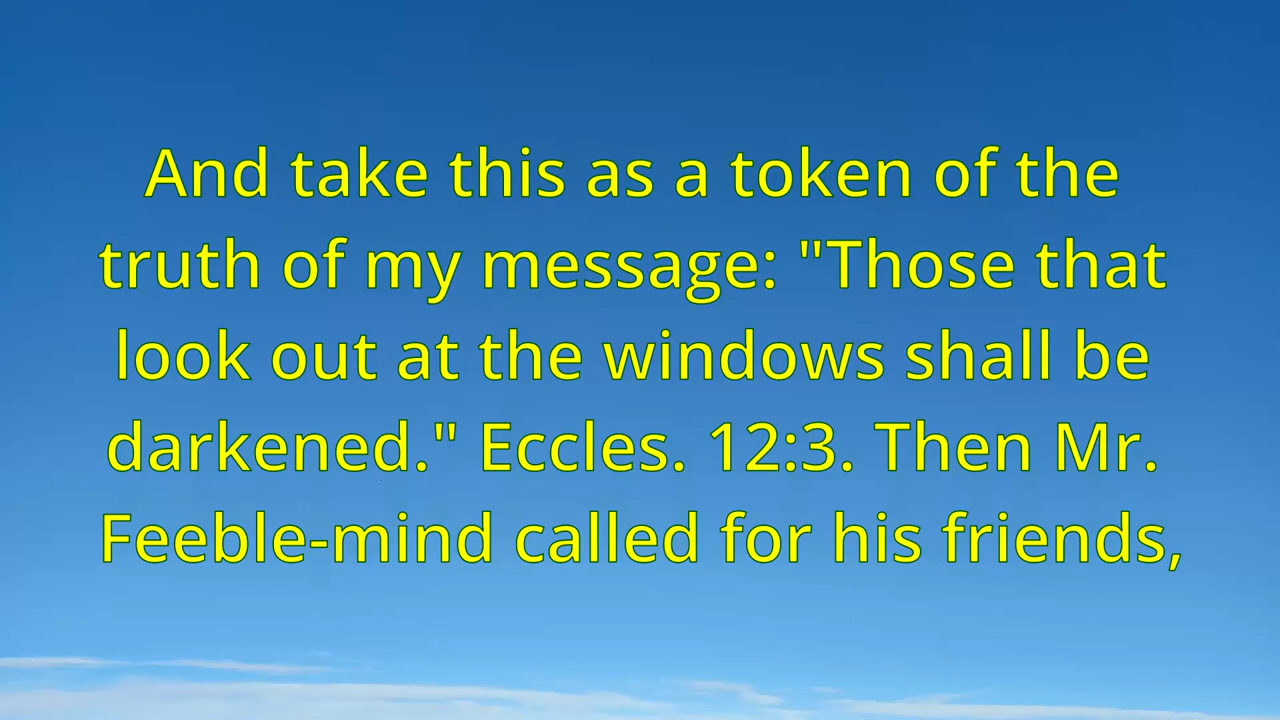 And take this as a token of the
truth of my message: "Those that
look out at the windows shall be
darkened." Eccles. 12:3. Then Mr.
Feeble-mind called for his friends,